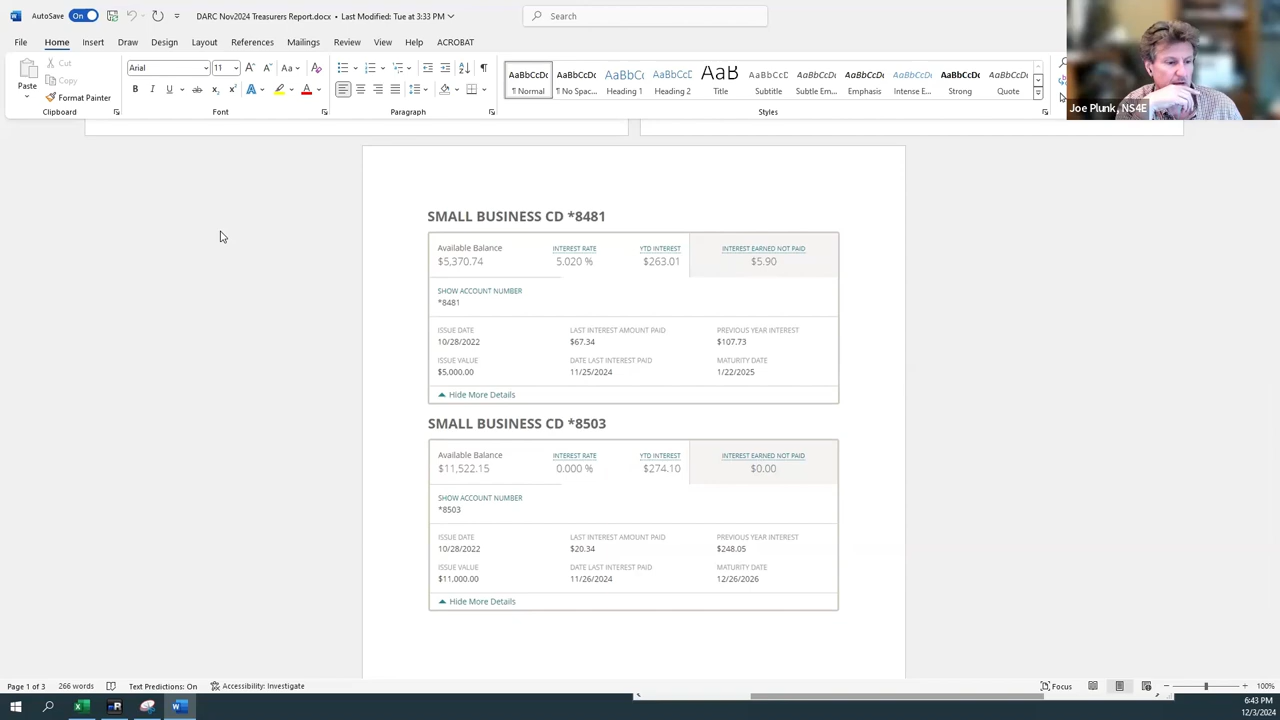 AutoSave On DARC Nov2024 Treasurers Report.docx • Last Modified: Tue at 3:33 PM Search
File Home Insert Draw Design Layout References Mailings Review View Help ACROBAT
Paste Cut Copy Format Painter
Clipboard
Arial 11
Font
Paragraph
AaBbCcDc AaBbCcDc AaBbCc AaBbCcD AaB AaBbCcD AaBbCcDc AaBbCcDc AaBbCcDc AaBbCcDc AaBbCcDc
¶ Normal ¶ No Spac... Heading 1 Heading 2 Title Subtitle Subtle Em... Emphasis Intense E... Strong Quote
Styles
Joe Plunk, NS4E
SMALL BUSINESS CD *8481
Available Balance INTEREST RATE YTD INTEREST INTEREST EARNED NOT PAID
$5,370.74 5.020 % $263.01 $5.90
SHOW ACCOUNT NUMBER
*8481
ISSUE DATE LAST INTEREST AMOUNT PAID PREVIOUS YEAR INTEREST
10/28/2022 $67.34 $107.73
ISSUE VALUE DATE LAST INTEREST PAID MATURITY DATE
$5,000.00 11/25/2024 1/22/2025
Hide More Details
SMALL BUSINESS CD *8503
Available Balance INTEREST RATE YTD INTEREST INTEREST EARNED NOT PAID
$11,522.15 0.000 % $274.10 $0.00
SHOW ACCOUNT NUMBER
*8503
ISSUE DATE LAST INTEREST AMOUNT PAID PREVIOUS YEAR INTEREST
10/28/2022 $20.34 $248.05
ISSUE VALUE DATE LAST INTEREST PAID MATURITY DATE
$11,000.00 11/26/2024 12/26/2026
Hide More Details
Page 1 of 3 266 words Text Predictions: On Accessibility: Investigate Focus 100%
6:43 PM
12/3/2024